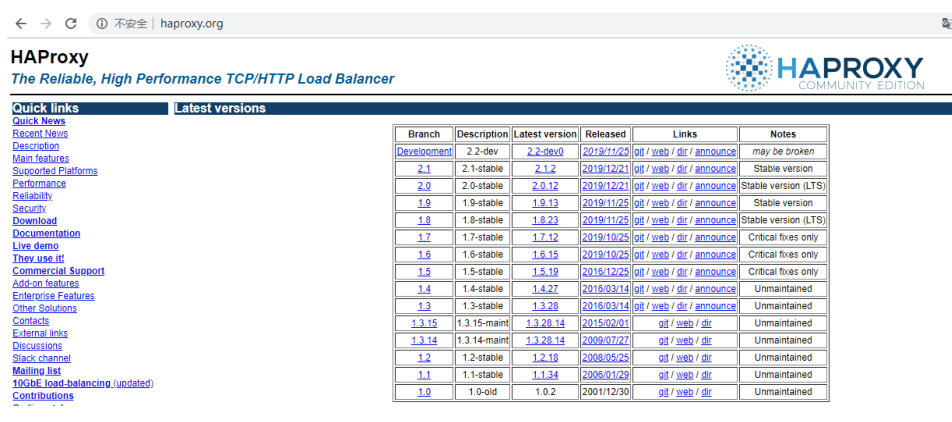 不安全 | haproxy.org
HAProxy
The Reliable, High Performance TCP/HTTP Load Balancer
HAPROXY
COMMUNITY EDITION
Quick links
Quick News
Recent News
Description
Main features
Supported Platforms
Performance
Reliability
Security
Download
Documentation
Live demo
They use it!
Commercial Support
Add-on features
Enterprise Features
Other Solutions
Contacts
External links
Discussions
Slack channel
Mailing list
10GbE load-balancing (updated)
Contributions
Latest versions
Branch Description Latest version Released Links Notes
Development 2.2-dev 2.2-dev0 2019/11/25 git / web / dir / announce may be broken
2.1 2.1-stable 2.1.2 2019/12/21 git / web / dir / announce Stable version
2.0 2.0-stable 2.0.12 2019/12/21 git / web / dir / announce Stable version (LTS)
1.9 1.9-stable 1.9.13 2019/11/25 git / web / dir / announce Stable version
1.8 1.8-stable 1.8.23 2019/11/25 git / web / dir / announce Stable version (LTS)
1.7 1.7-stable 1.7.12 2019/10/25 git / web / dir / announce Critical fixes only
1.6 1.6-stable 1.6.15 2019/10/25 git / web / dir / announce Critical fixes only
1.5 1.5-stable 1.5.19 2016/12/25 git / web / dir / announce Critical fixes only
1.4 1.4-stable 1.4.27 2016/03/14 git / web / dir / announce Unmaintained
1.3 1.3-stable 1.3.28 2016/03/14 git / web / dir / announce Unmaintained
1.3.15 1.3.15-maint 1.3.28.14 2015/02/01 git / web / dir Unmaintained
1.3.14 1.3.14-maint 1.3.28.14 2009/07/27 git / web / dir Unmaintained
1.2 1.2-stable 1.2.18 2008/05/25 git / web / dir Unmaintained
1.1 1.1-stable 1.1.34 2006/01/29 git / web / dir Unmaintained
1.0 1.0-old 1.0.2 2001/12/30 git / web / dir Unmaintained